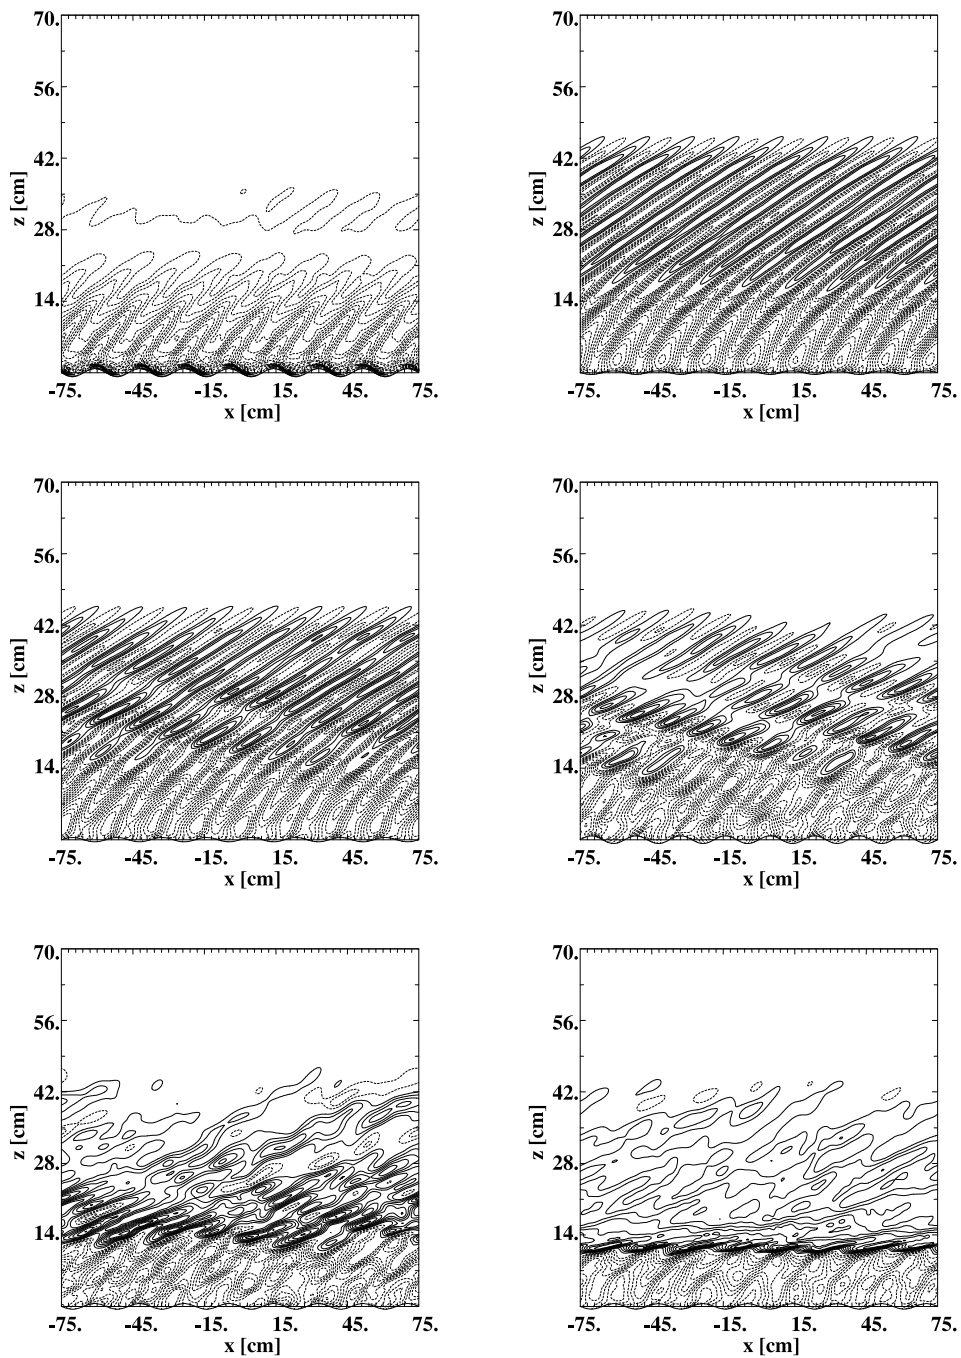 70. 70.
56. 56.
z [cm] z [cm]
42. 42.
28. 28.
14. 14.
-75. -45. -15. 15. 45. 75. -75. -45. -15. 15. 45. 75.
x [cm] x [cm]
70. 70.
56. 56.
z [cm] z [cm]
42. 42.
28. 28.
14. 14.
-75. -45. -15. 15. 45. 75. -75. -45. -15. 15. 45. 75.
x [cm] x [cm]
70. 70.
56. 56.
z [cm] z [cm]
42. 42.
28. 28.
14. 14.
-75. -45. -15. 15. 45. 75. -75. -45. -15. 15. 45. 75.
x [cm] x [cm]